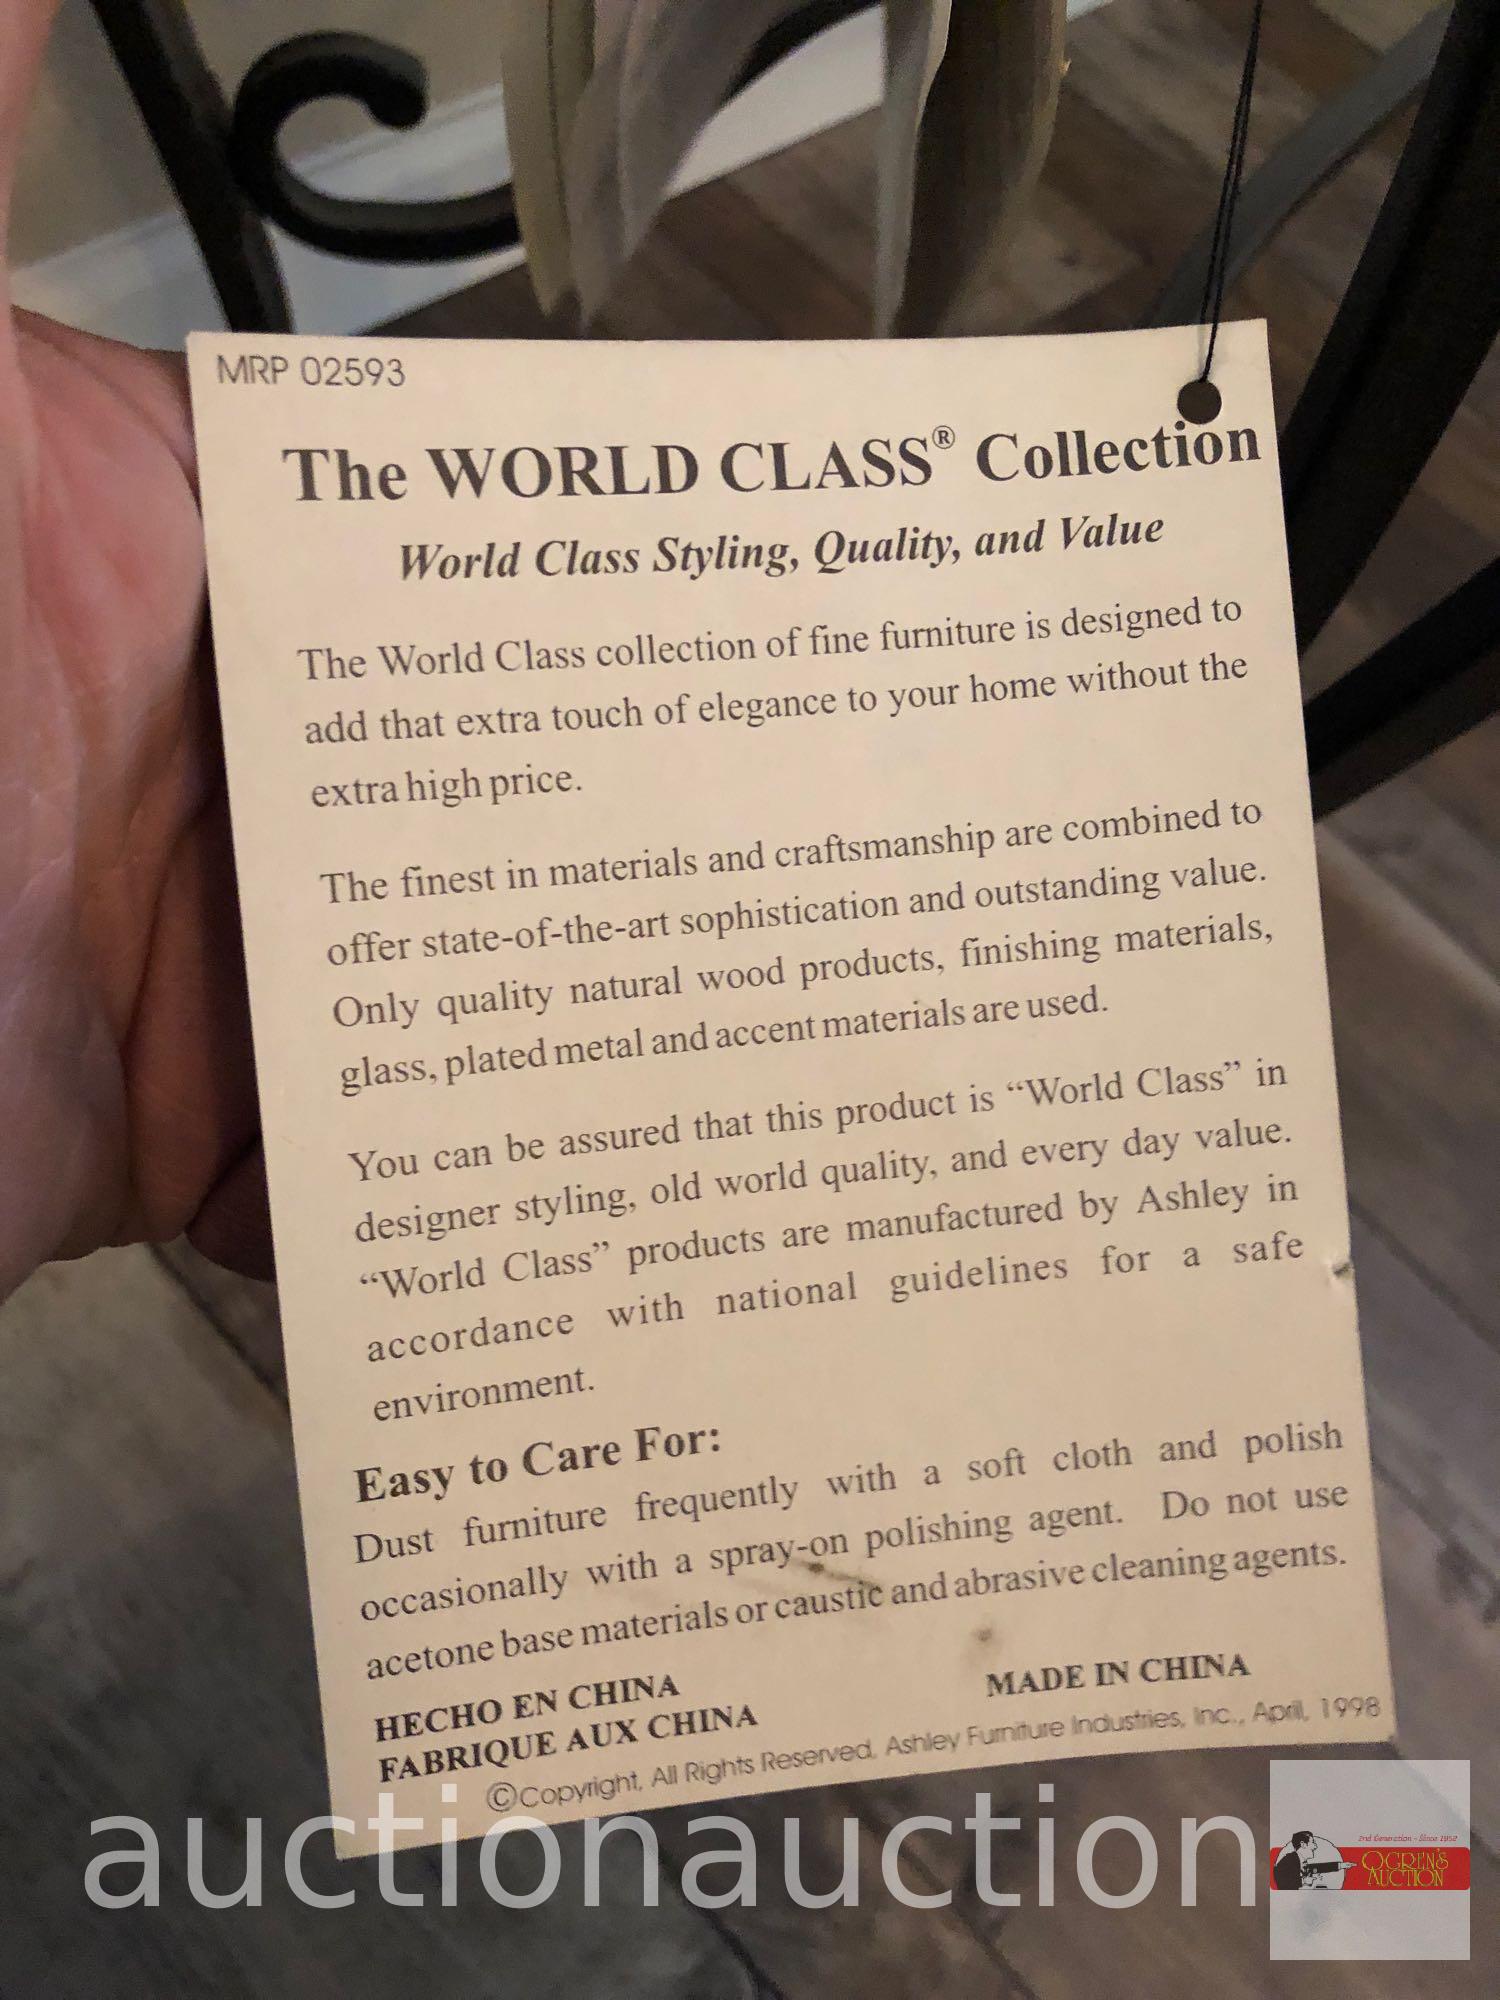 MRP 02593
The WORLD CLASS® Collection
World Class Styling, Quality, and Value
The World Class collection of fine furniture is designed to
add that extra touch of elegance to your home without the
extra high price.
The finest in materials and craftsmanship are combined to
offer state-of-the-art sophistication and outstanding value.
Only quality natural wood products, finishing materials,
glass, plated metal and accent materials are used.
You can be assured that this product is “World Class” in
designer styling, old world quality, and every day value.
“World Class” products are manufactured by Ashley in
accordance with national guidelines for a safe
environment.
Easy to Care For:
Dust furniture frequently with a soft cloth and polish
occasionally with a spray-on polishing agent. Do not use
acetone base materials or caustic and abrasive cleaning agents.
HECHO EN CHINA
MADE IN CHINA
FABRIQUE AUX CHINA
©Copyright, All Rights Reserved, Ashley Furniture Industries, Inc., April, 1998
auctionauction
2nd Generation - Since 1952
OGREN'S
AUCTION